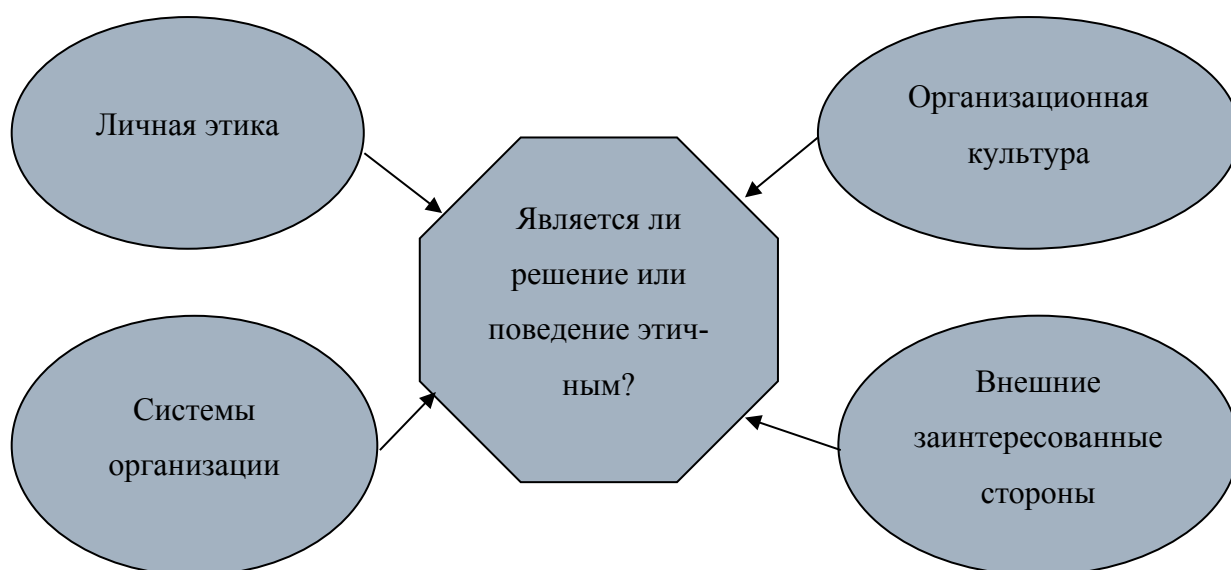 Личная этика
Организационная
культура
Является ли
решение или
поведение этич-
ным?
Системы
организации
Внешние
заинтересованные
стороны